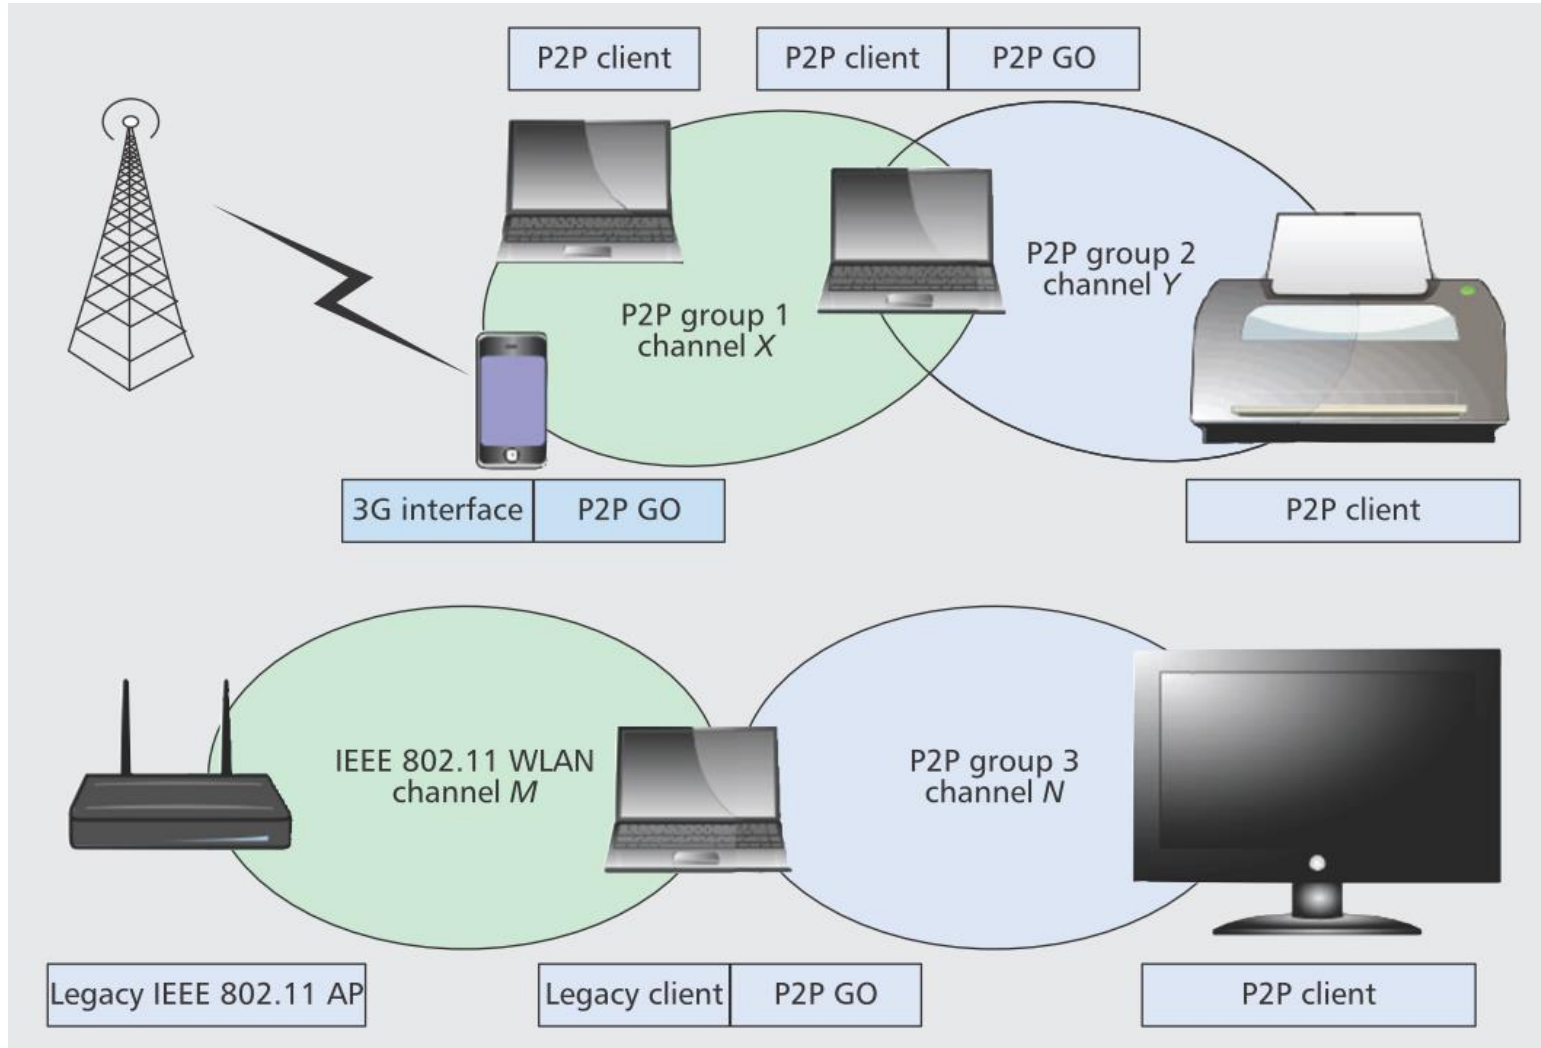 P2P client
P2P client P2P GO
P2P group 2
channel Y
P2P group 1
channel X
3G interface P2P GO
P2P client
IEEE 802.11 WLAN
channel M
P2P group 3
channel N
Legacy IEEE 802.11 AP
Legacy client P2P GO
P2P client